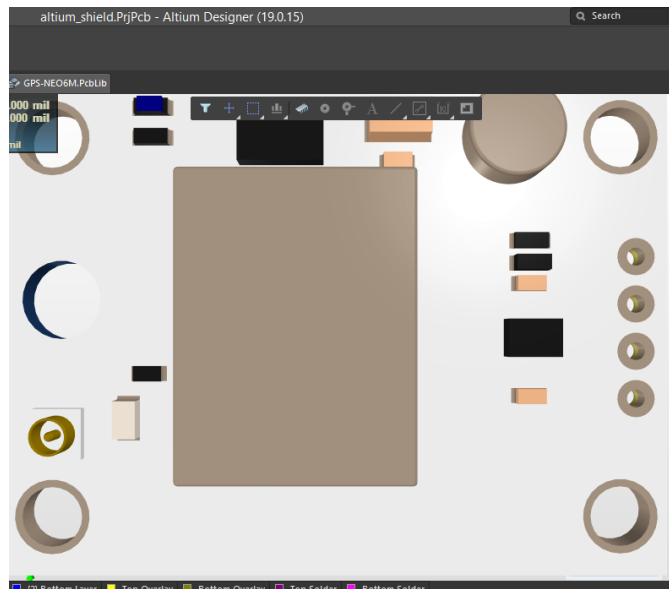 altium_shield.PrjPcb - Altium Designer (19.0.15)
Search
GPS-NEO6M.PcbLib
.000 mil
.000 mil
mil
[2] Bottom Layer Top Overlay Bottom Overlay Top Solder Bottom Solder